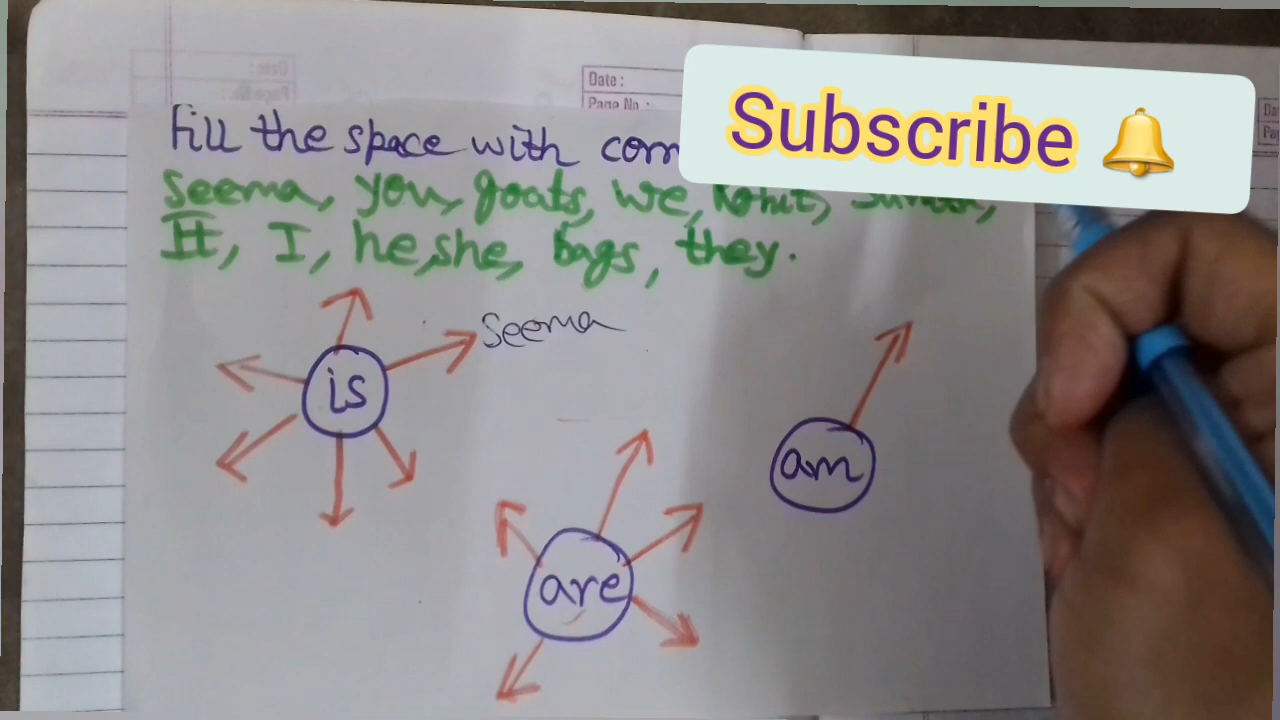 Date :
Page No. :
Subscribe
Fill the space with
Seema, you, goats, we, Rohit,
It, I, he, she, bags, they.
Seema
is
am
are